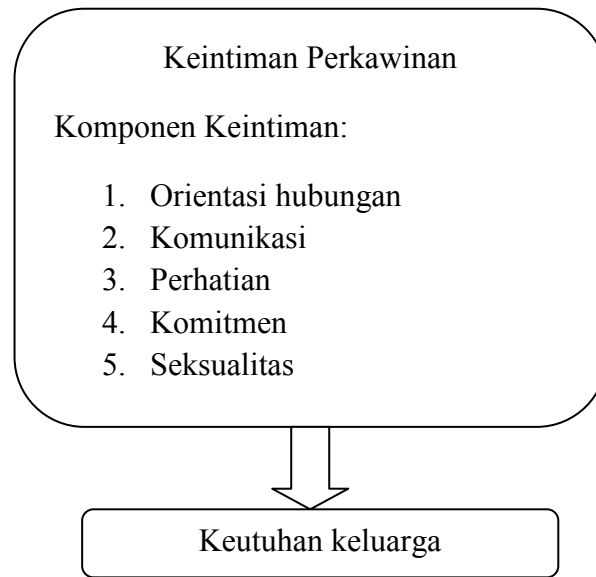 Keintiman Perkawinan
Komponen Keintiman:
1. Orientasi hubungan
2. Komunikasi
3. Perhatian
4. Komitmen
5. Seksualitas
Keutuhan keluarga